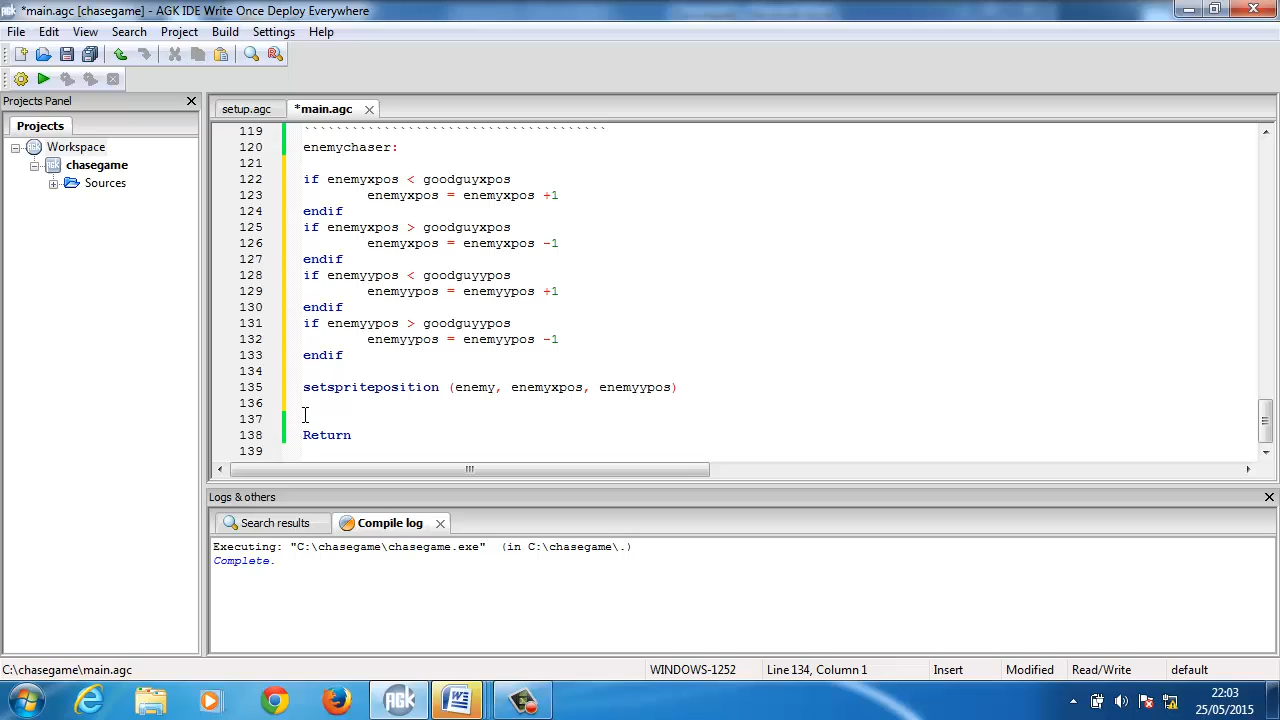 *main.agc [chasegame] - AGK IDE Write Once Deploy Everywhere
File Edit View Search Project Build Settings Help
Projects Panel
Projects
Workspace
chasegame
Sources
setup.agc *main.agc
119 ``````````````````````````````````````
120 enemychaser:
121
122 if enemyxpos < goodguyxpos
123 enemyxpos = enemyxpos +1
124 endif
125 if enemyxpos > goodguyxpos
126 enemyxpos = enemyxpos -1
127 endif
128 if enemyypos < goodguyypos
129 enemyypos = enemyypos +1
130 endif
131 if enemyypos > goodguyypos
132 enemyypos = enemyypos -1
133 endif
134
135 setspriteposition (enemy, enemyxpos, enemyypos)
136
137
138 Return
139
Logs & others
Search results Compile log
Executing: "C:\chasegame\chasegame.exe" (in C:\chasegame\.)
Complete.
C:\chasegame\main.agc WINDOWS-1252 Line 134, Column 1 Insert Modified Read/Write default
22:03
25/05/2015